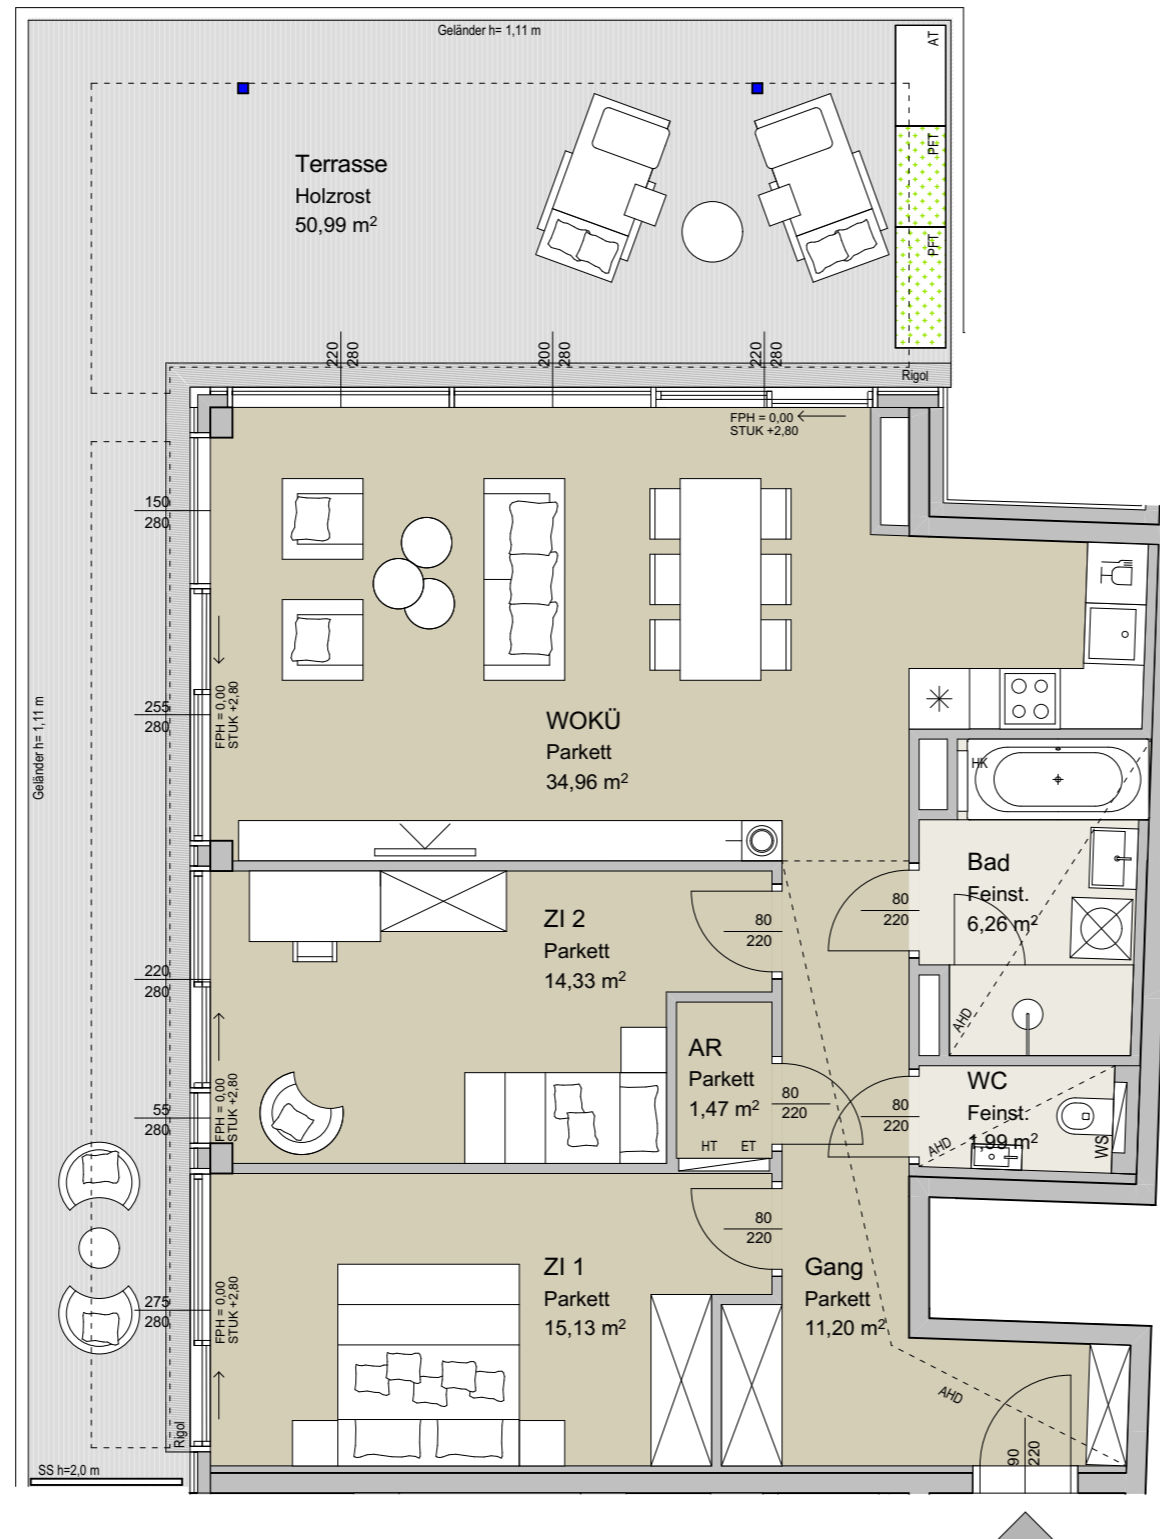 Geländer h= 1,11 m
AT
PFT
PFT
Terrasse
Holzrost
50,99 m²
220
280
200
280
220
280
Rigol
FPH = 0,00
STUK +2,80
150
280
255
280
FPH = 0,00
STUK +2,80
Geländer h= 1,11 m
WOKÜ
Parkett
34,96 m²
HK
Bad
Feinst.
6,26 m²
80
220
AHD
ZI 2
Parkett
14,33 m²
80
220
220
280
FPH = 0,00
STUK +2,80
55
280
AR
Parkett
1,47 m²
HT ET
80
220
80
220
WC
Feinst.
1,99 m²
AHD
WS
80
220
ZI 1
Parkett
15,13 m²
Gang
Parkett
11,20 m²
275
280
FPH = 0,00
STUK +2,80
AHD
Rigol
90
220
SS h=2,0 m